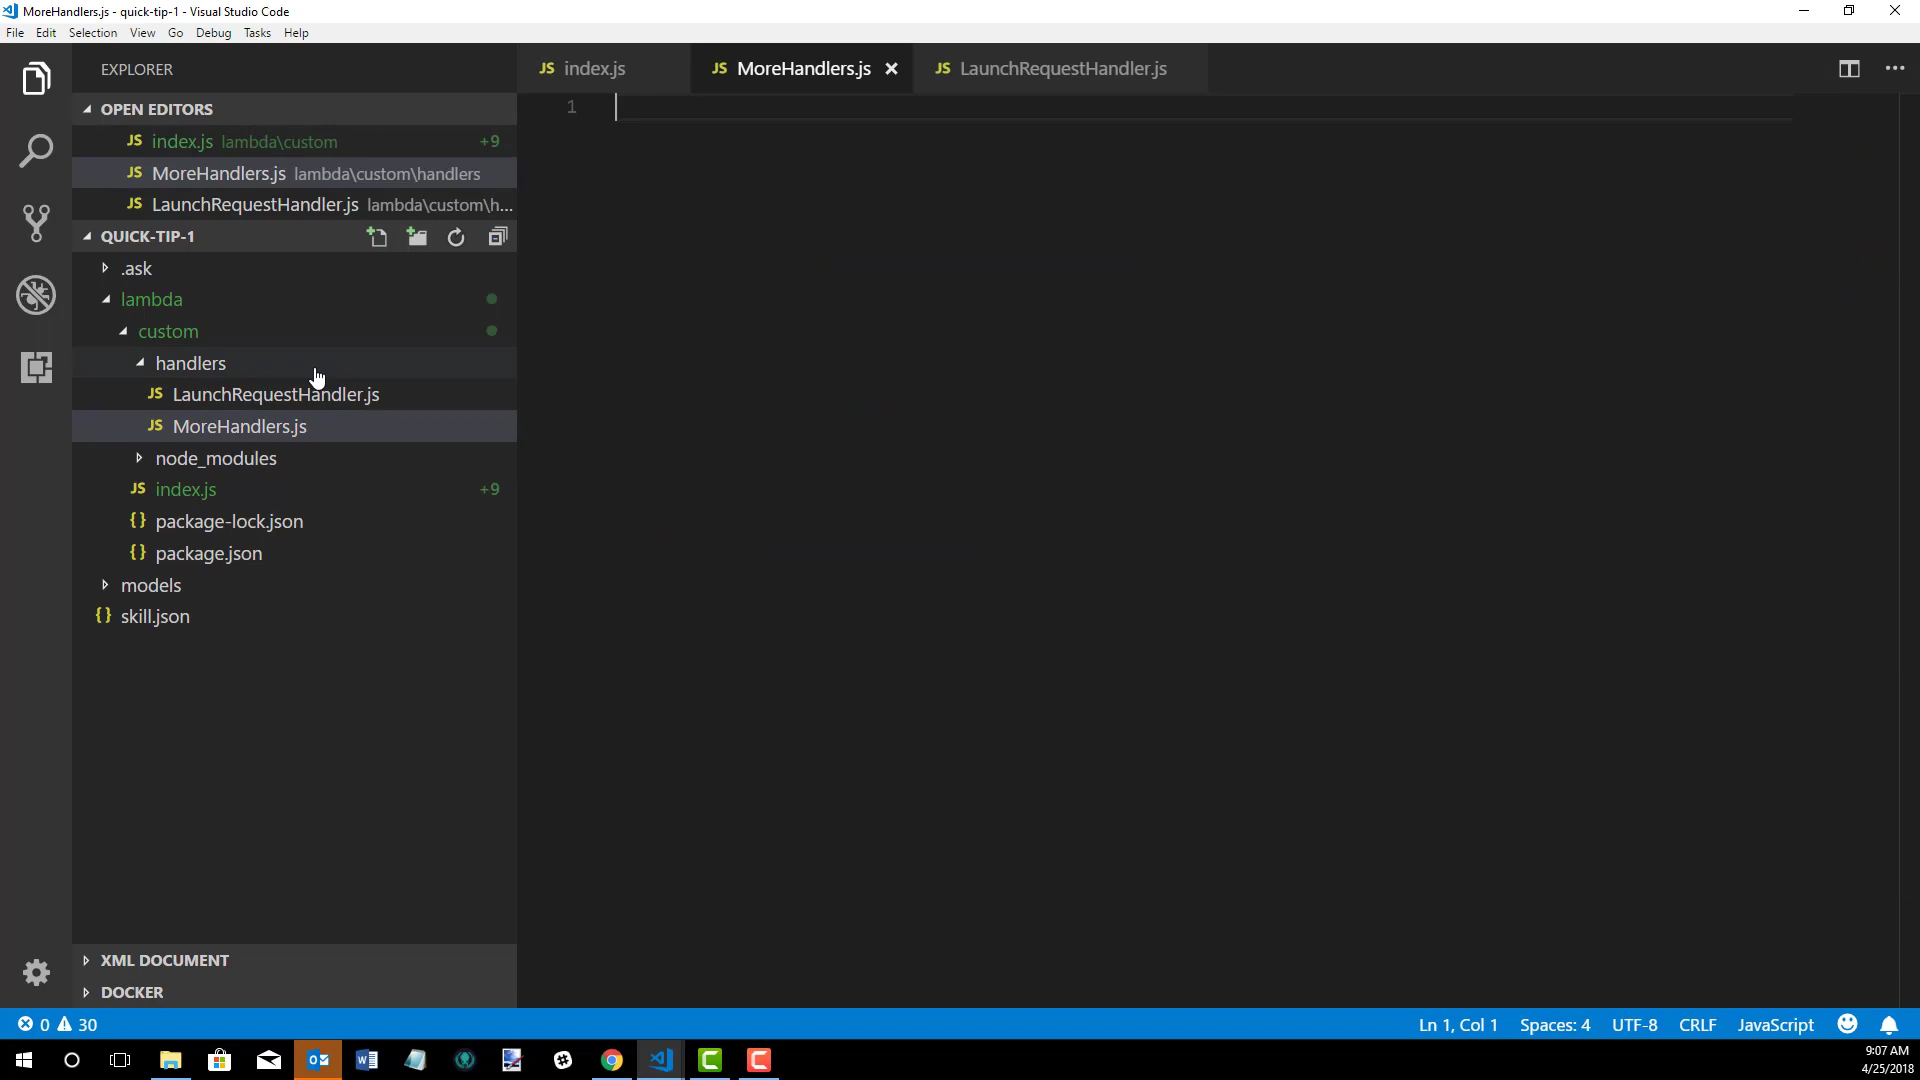 MoreHandlers.js - quick-tip-1 - Visual Studio Code
File Edit Selection View Go Debug Tasks Help
EXPLORER
JS index.js
JS MoreHandlers.js
JS LaunchRequestHandler.js
OPEN EDITORS
1
JS index.js lambda\custom +9
JS MoreHandlers.js lambda\custom\handlers
JS LaunchRequestHandler.js lambda\custom\h...
QUICK-TIP-1
.ask
lambda
custom
handlers
JS LaunchRequestHandler.js
JS MoreHandlers.js
node_modules
JS index.js +9
{} package-lock.json
{} package.json
models
{} skill.json
XML DOCUMENT
DOCKER
0 30 Ln 1, Col 1 Spaces: 4 UTF-8 CRLF JavaScript
9:07 AM
4/25/2018